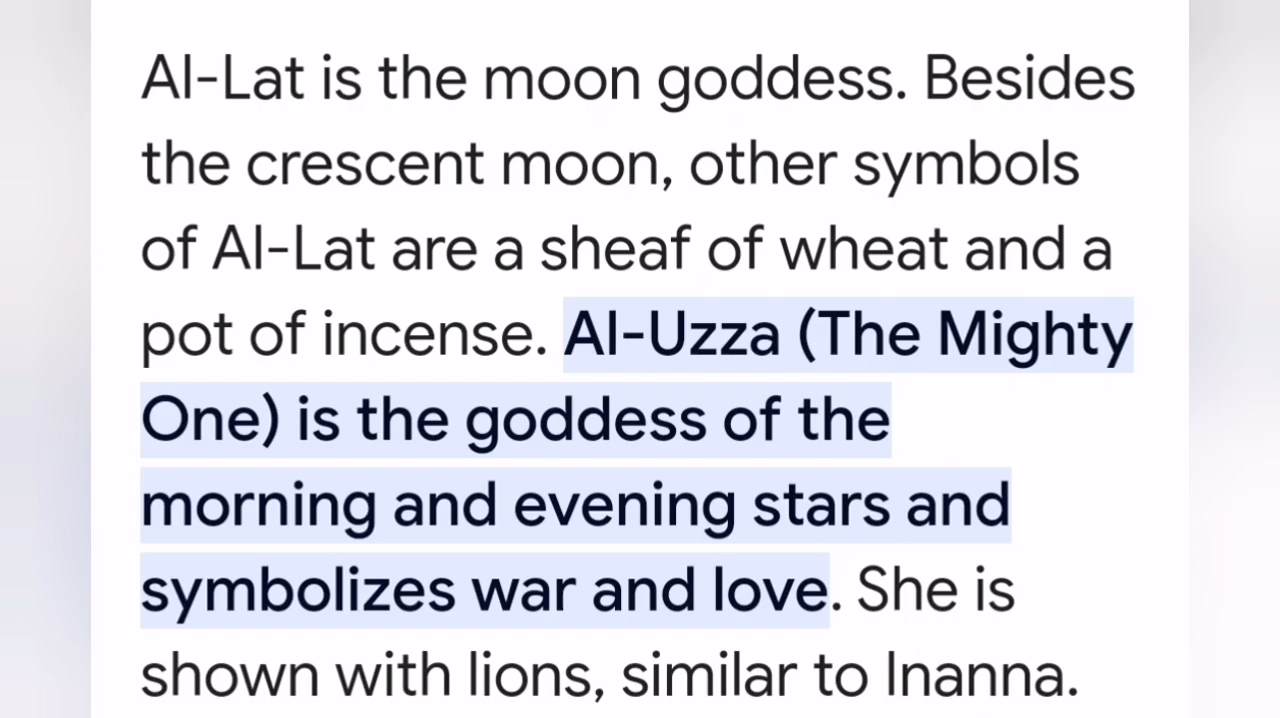 Al-Lat is the moon goddess. Besides
the crescent moon, other symbols
of Al-Lat are a sheaf of wheat and a
pot of incense. Al-Uzza (The Mighty
One) is the goddess of the
morning and evening stars and
symbolizes war and love. She is
shown with lions, similar to Inanna.